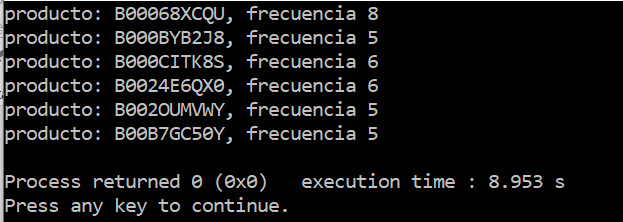 producto: B00068XCQU, frecuencia 8
producto: B000BYB2J8, frecuencia 5
producto: B000CITK8S, frecuencia 6
producto: B0024E6QX0, frecuencia 6
producto: B002OUMVWY, frecuencia 5
producto: B00B7GC50Y, frecuencia 5
Process returned 0 (0x0)   execution time : 8.953 s
Press any key to continue.